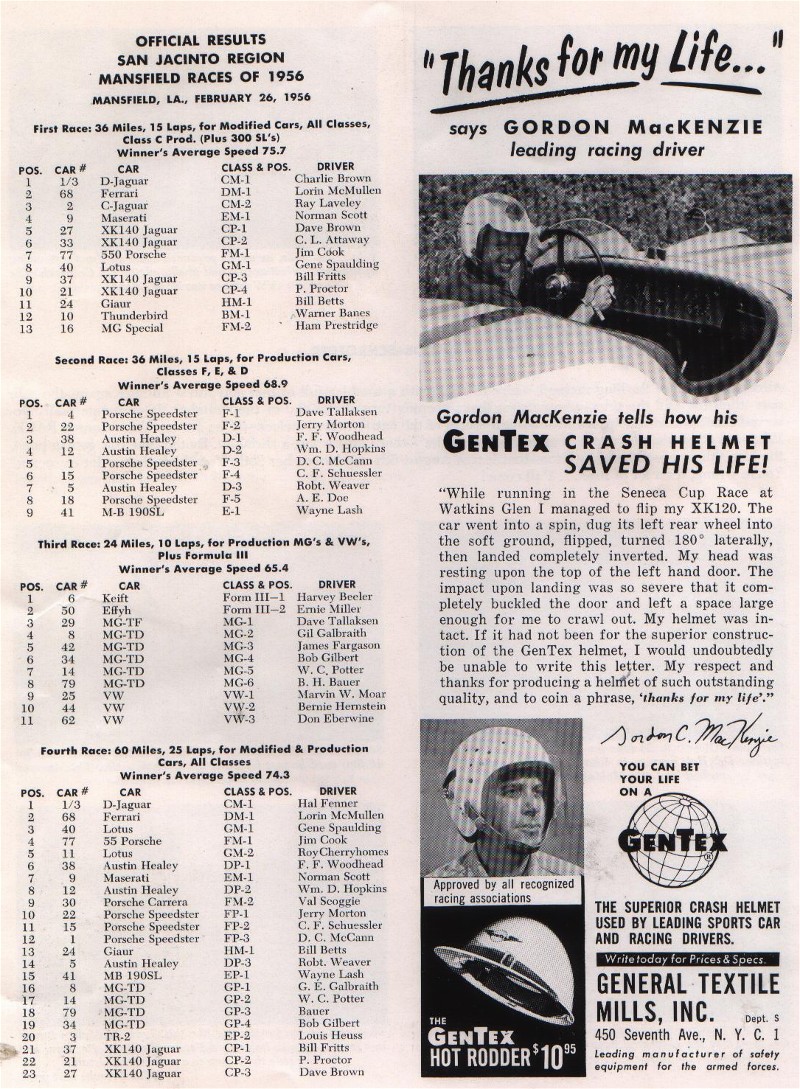 OFFICIAL RESULTS
SAN JACINTO REGION
MANSFIELD RACES OF 1956
MANSFIELD, LA., FEBRUARY 26, 1956
First Race: 36 Miles, 15 Laps, for Modified Cars, All Classes,
Class C Prod. (Plus 300 SL's)
Winner's Average Speed 75.7
POS. CAR # CAR CLASS & POS. DRIVER
1 1/3 D-Jaguar CM-1 Charlie Brown
2 68 Ferrari DM-1 Lorin McMullen
3 2 C-Jaguar CM-2 Ray Laveley
4 9 Maserati EM-1 Norman Scott
5 27 XK140 Jaguar CP-1 Dave Brown
6 33 XK140 Jaguar CP-2 C. L. Attaway
7 77 550 Porsche FM-1 Jim Cook
8 40 Lotus GM-1 Gene Spaulding
9 37 XK140 Jaguar CP-3 Bill Fritts
10 21 XK140 Jaguar CP-4 P. Proctor
11 24 Giaur HM-1 Bill Betts
12 10 Thunderbird BM-1 Warner Banes
13 16 MG Special FM-2 Ham Prestridge
Second Race: 36 Miles, 15 Laps, for Production Cars,
Classes F, E, & D
Winner's Average Speed 68.9
POS. CAR # CAR CLASS & POS. DRIVER
1 4 Porsche Speedster F-1 Dave Tallaksen
2 22 Porsche Speedster F-2 Jerry Morton
3 38 Austin Healey D-1 F. F. Woodhead
4 12 Austin Healey D-2 Wm. D. Hopkins
5 1 Porsche Speedster F-3 D. C. McCann
6 15 Porsche Speedster F-4 C. F. Schuessler
7 5 Austin Healey D-3 Robt. Weaver
8 18 Porsche Speedster F-5 A. E. Doe
9 41 M-B 190SL E-1 Wayne Lash
Third Race: 24 Miles, 10 Laps, for Production MG's & VW's,
Plus Formula III
Winner's Average Speed 65.4
POS. CAR # CAR CLASS & POS. DRIVER
1 6 Keift Form III—1 Harvey Beeler
2 50 Effyh Form III—2 Ernie Miller
3 29 MG-TF MG-1 Dave Tallaksen
4 8 MG-TD MG-2 Gil Galbraith
5 42 MG-TD MG-3 James Fargason
6 34 MG-TD MG-4 Bob Gilbert
7 14 MG-TD MG-5 W. C. Potter
8 79 MG-TD MG-6 B. H. Bauer
9 25 VW VW-1 Marvin W. Moar
10 44 VW VW-2 Bernie Hernstein
11 62 VW VW-3 Don Eberwine
Fourth Race: 60 Miles, 25 Laps, for Modified & Production
Cars, All Classes
Winner's Average Speed 74.3
POS. CAR # CAR CLASS & POS. DRIVER
1 1/3 D-Jaguar CM-1 Hal Fenner
2 68 Ferrari DM-1 Lorin McMullen
3 40 Lotus GM-1 Gene Spaulding
4 77 55 Porsche FM-1 Jim Cook
5 11 Lotus GM-2 RoyCherryhomes
6 38 Austin Healey DP-1 F. F. Woodhead
7 9 Maserati EM-1 Norman Scott
8 12 Austin Healey DP-2 Wm. D. Hopkins
9 30 Porsche Carrera FM-2 Val Scoggie
10 22 Porsche Speedster FP-1 Jerry Morton
11 15 Porsche Speedster FP-2 C. F. Schuessler
12 1 Porsche Speedster FP-3 D. C. McCann
13 24 Giaur HM-1 Bill Betts
14 5 Austin Healey DP-3 Robt. Weaver
15 41 MB 190SL EP-1 Wayne Lash
16 8 MG-TD GP-1 G. E. Galbraith
17 14 MG-TD GP-2 W. C. Potter
18 79 MG-TD GP-3 Bauer
19 34 MG-TD GP-4 Bob Gilbert
20 3 TR-2 EP-2 Louis Heuss
21 37 XK140 Jaguar CP-1 Bill Fritts
22 21 XK140 Jaguar CP-2 P. Proctor
23 27 XK140 Jaguar CP-3 Dave Brown
"Thanks for my Life..."
says GORDON MacKENZIE
leading racing driver
Gordon MacKenzie tells how his
GENTEX CRASH HELMET
SAVED HIS LIFE!
"While running in the Seneca Cup Race at
Watkins Glen I managed to flip my XK120. The
car went into a spin, dug its left rear wheel into
the soft ground, flipped, turned 180° laterally,
then landed completely inverted. My head was
resting upon the top of the left hand door. The
impact upon landing was so severe that it com-
pletely buckled the door and left a space large
enough for me to crawl out. My helmet was in-
tact. If it had not been for the superior construc-
tion of the GenTex helmet, I would undoubtedly
be unable to write this letter. My respect and
thanks for producing a helmet of such outstanding
quality, and to coin a phrase, 'thanks for my life'."
Gordon C. MacKenzie
Approved by all recognized
racing associations
THE
GENTEX
HOT RODDER $10 95
YOU CAN BET
YOUR LIFE
ON A
GENTEX ®
THE SUPERIOR CRASH HELMET
USED BY LEADING SPORTS CAR
AND RACING DRIVERS.
Write today for Prices & Specs.
GENERAL TEXTILE
MILLS, INC. Dept. S
450 Seventh Ave., N. Y. C. 1
Leading manufacturer of safety
equipment for the armed forces.